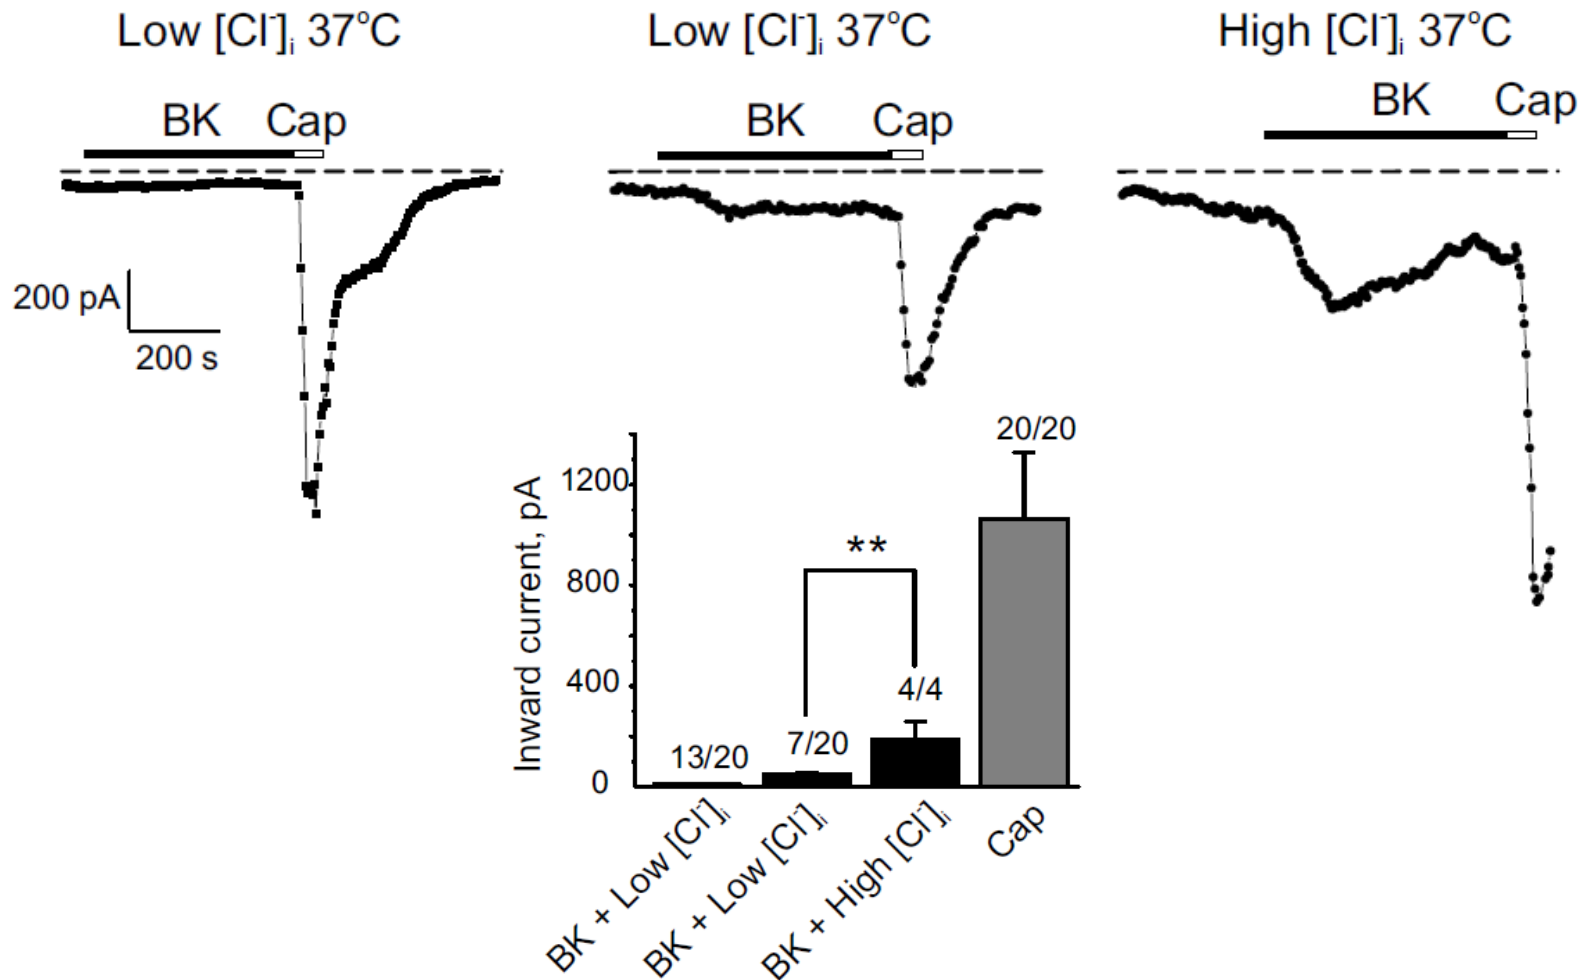 Low [Cl⁻]ᵢ 37°C
Low [Cl⁻]ᵢ 37°C
High [Cl⁻]ᵢ 37°C
BK Cap
BK Cap
BK Cap
200 pA
200 s
Inward current, pA
1200
800
400
0
13/20
7/20
**
4/4
20/20
BK + Low [Cl⁻]ᵢ
BK + Low [Cl⁻]ᵢ
BK + High [Cl⁻]ᵢ
Cap